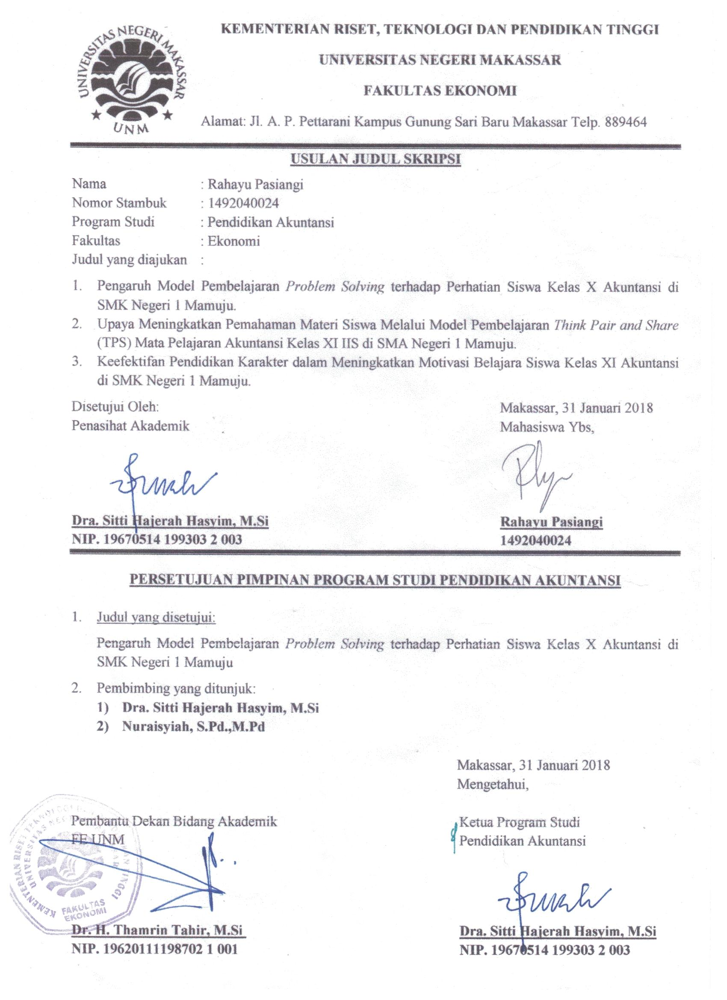 UNIVERSITAS NEGERI MAKASSAR
UNM
KEMENTERIAN RISET, TEKNOLOGI DAN PENDIDIKAN TINGGI
UNIVERSITAS NEGERI MAKASSAR
FAKULTAS EKONOMI
Alamat: Jl. A. P. Pettarani Kampus Gunung Sari Baru Makassar Telp. 889464
USULAN JUDUL SKRIPSI
Nama : Rahayu Pasiangi
Nomor Stambuk : 1492040024
Program Studi : Pendidikan Akuntansi
Fakultas : Ekonomi
Judul yang diajukan :
1. Pengaruh Model Pembelajaran Problem Solving terhadap Perhatian Siswa Kelas X Akuntansi di
SMK Negeri 1 Mamuju.
2. Upaya Meningkatkan Pemahaman Materi Siswa Melalui Model Pembelajaran Think Pair and Share
(TPS) Mata Pelajaran Akuntansi Kelas XI IIS di SMA Negeri 1 Mamuju.
3. Keefektifan Pendidikan Karakter dalam Meningkatkan Motivasi Belajara Siswa Kelas XI Akuntansi
di SMK Negeri 1 Mamuju.
Disetujui Oleh:
Penasihat Akademik
Makassar, 31 Januari 2018
Mahasiswa Ybs,
Dra. Sitti Hajerah Hasyim, M.Si
NIP. 19670514 199303 2 003
Rahayu Pasiangi
1492040024
PERSETUJUAN PIMPINAN PROGRAM STUDI PENDIDIKAN AKUNTANSI
1. Judul yang disetujui:
Pengaruh Model Pembelajaran Problem Solving terhadap Perhatian Siswa Kelas X Akuntansi di
SMK Negeri 1 Mamuju
2. Pembimbing yang ditunjuk:
1) Dra. Sitti Hajerah Hasyim, M.Si
2) Nuraisyiah, S.Pd.,M.Pd
Makassar, 31 Januari 2018
Mengetahui,
Pembantu Dekan Bidang Akademik
FE UNM
Ketua Program Studi
Pendidikan Akuntansi
KEMENTERIAN RISET TEKNOLOGI
UNIVERSITAS
TINGGI
FAKULTAS
EKONOMI
Dr. H. Thamrin Tahir, M.Si
NIP. 19620111198702 1 001
Dra. Sitti Hajerah Hasyim, M.Si
NIP. 19670514 199303 2 003